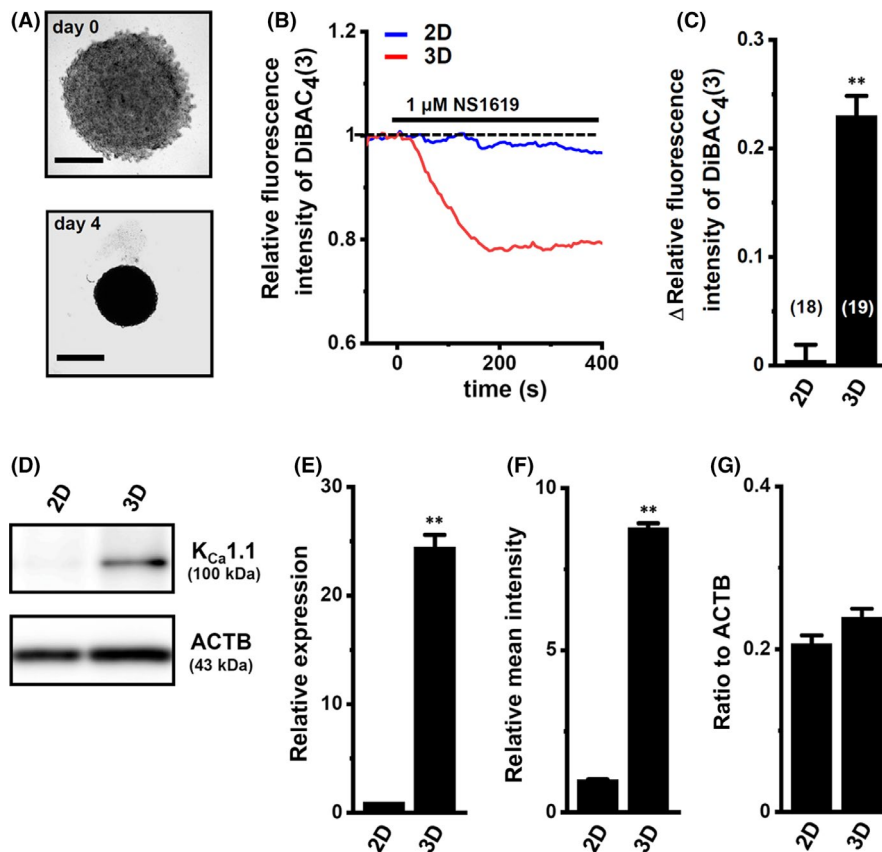 (A)
day 0
day 4
(B)
2D
3D
1 µM NS1619
Relative fluorescence
intensity of DiBAC4(3)
1.2
1
0.8
0.6
0
200
400
time (s)
(C)
Δ Relative fluorescence
intensity of DiBAC4(3)
0.3
0.2
0.1
0
**
(18)
(19)
2D
3D
(D)
2D
3D
KCa1.1
(100 kDa)
ACTB
(43 kDa)
(E)
Relative expression
30
20
10
0
**
2D
3D
(F)
Relative mean intensity
10
5
0
**
2D
3D
(G)
Ratio to ACTB
0.4
0.2
0
2D
3D